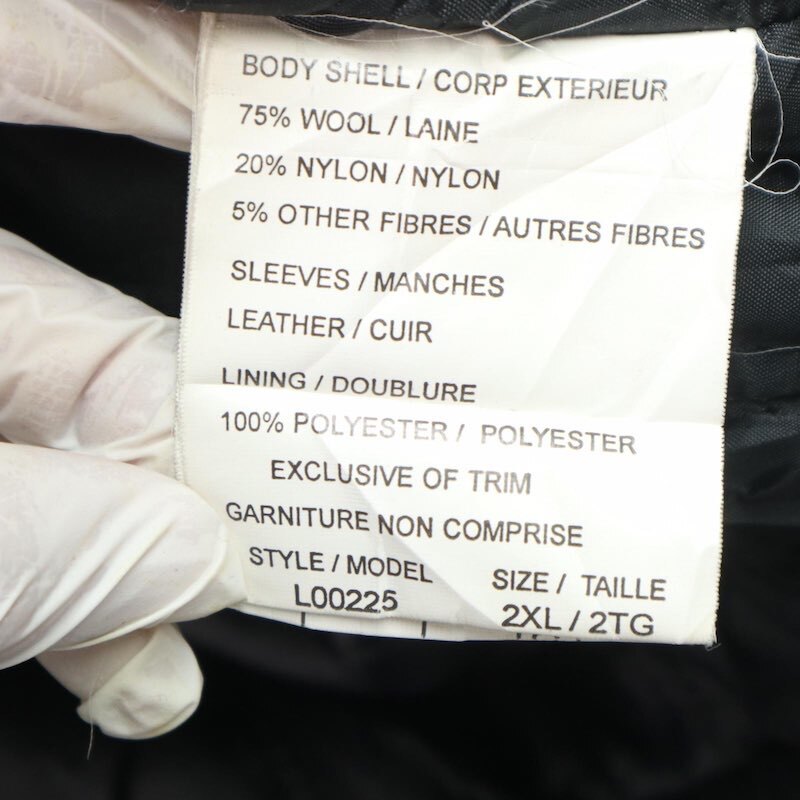 BODY SHELL / CORP EXTERIEUR
75% WOOL / LAINE
20% NYLON / NYLON
5% OTHER FIBRES / AUTRES FIBRES
SLEEVES / MANCHES
LEATHER / CUIR
LINING / DOUBLURE
100% POLYESTER / POLYESTER
EXCLUSIVE OF TRIM
GARNITURE NON COMPRISE
STYLE / MODEL
L00225
SIZE / TAILLE
2XL / 2TG